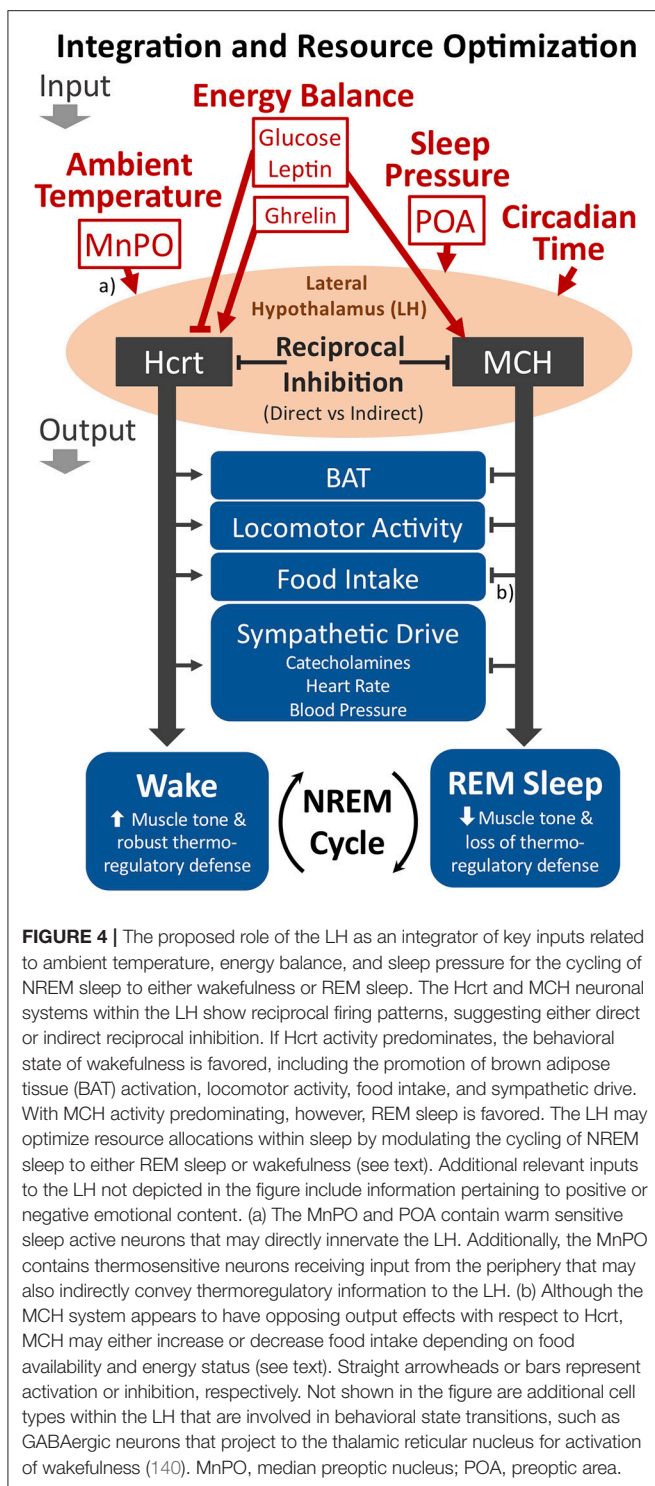 Integration and Resource Optimization
Input
Energy Balance
Glucose
Leptin
Ghrelin
Ambient
Temperature
MnPO
a)
Sleep
Pressure
POA
Circadian
Time
Lateral
Hypothalamus (LH)
Hcrt
Reciprocal
Inhibition
(Direct vs Indirect)
MCH
Output
BAT
Locomotor Activity
Food Intake
b)
Sympathetic Drive
Catecholamines
Heart Rate
Blood Pressure
Wake
⬆ Muscle tone &
robust thermo-
regulatory defense
NREM
Cycle
REM Sleep
⬇ Muscle tone &
loss of thermo-
regulatory defense
FIGURE 4 | The proposed role of the LH as an integrator of key inputs related
to ambient temperature, energy balance, and sleep pressure for the cycling of
NREM sleep to either wakefulness or REM sleep. The Hcrt and MCH neuronal
systems within the LH show reciprocal firing patterns, suggesting either direct
or indirect reciprocal inhibition. If Hcrt activity predominates, the behavioral
state of wakefulness is favored, including the promotion of brown adipose
tissue (BAT) activation, locomotor activity, food intake, and sympathetic drive.
With MCH activity predominating, however, REM sleep is favored. The LH may
optimize resource allocations within sleep by modulating the cycling of NREM
sleep to either REM sleep or wakefulness (see text). Additional relevant inputs
to the LH not depicted in the figure include information pertaining to positive or
negative emotional content. (a) The MnPO and POA contain warm sensitive
sleep active neurons that may directly innervate the LH. Additionally, the MnPO
contains thermosensitive neurons receiving input from the periphery that may
also indirectly convey thermoregulatory information to the LH. (b) Although the
MCH system appears to have opposing output effects with respect to Hcrt,
MCH may either increase or decrease food intake depending on food
availability and energy status (see text). Straight arrowheads or bars represent
activation or inhibition, respectively. Not shown in the figure are additional cell
types within the LH that are involved in behavioral state transitions, such as
GABAergic neurons that project to the thalamic reticular nucleus for activation
of wakefulness (140). MnPO, median preoptic nucleus; POA, preoptic area.